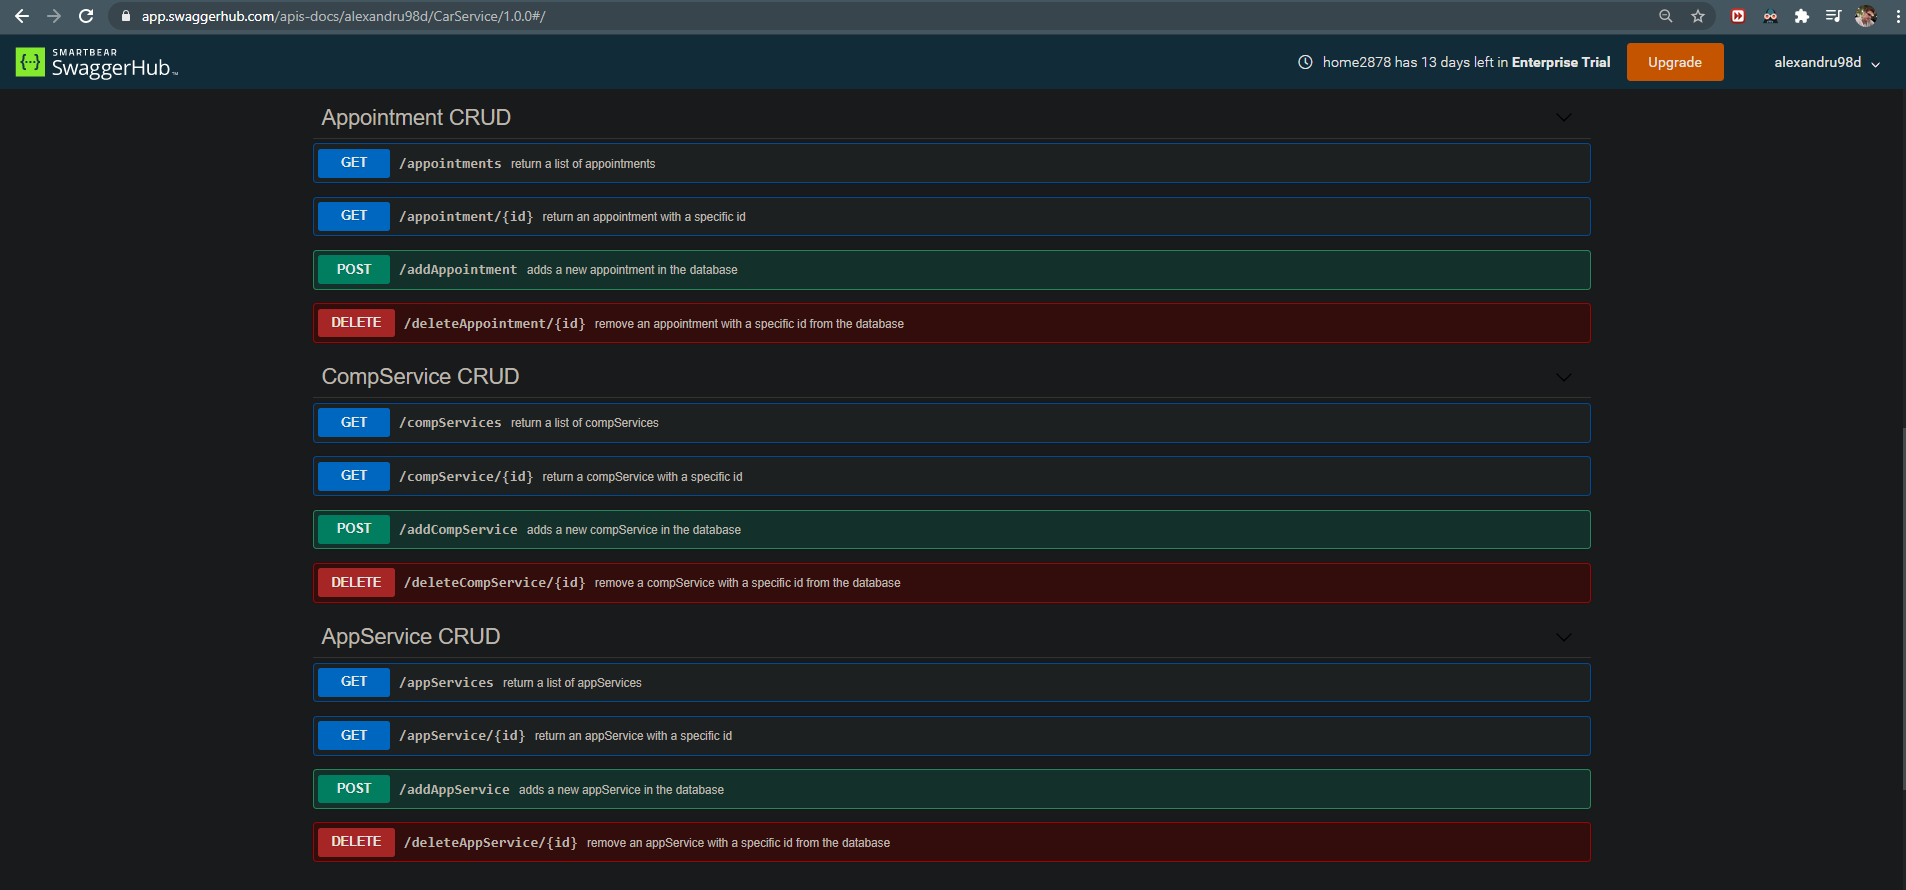 app.swaggerhub.com/apis-docs/alexandru98d/CarService/1.0.0#/
SMARTBEAR
SwaggerHub™
home2878 has 13 days left in Enterprise Trial
Upgrade
alexandru98d
Appointment CRUD
GET /appointments return a list of appointments
GET /appointment/{id} return an appointment with a specific id
POST /addAppointment adds a new appointment in the database
DELETE /deleteAppointment/{id} remove an appointment with a specific id from the database
CompService CRUD
GET /compServices return a list of compServices
GET /compService/{id} return a compService with a specific id
POST /addCompService adds a new compService in the database
DELETE /deleteCompService/{id} remove a compService with a specific id from the database
AppService CRUD
GET /appServices return a list of appServices
GET /appService/{id} return an appService with a specific id
POST /addAppService adds a new appService in the database
DELETE /deleteAppService/{id} remove an appService with a specific id from the database